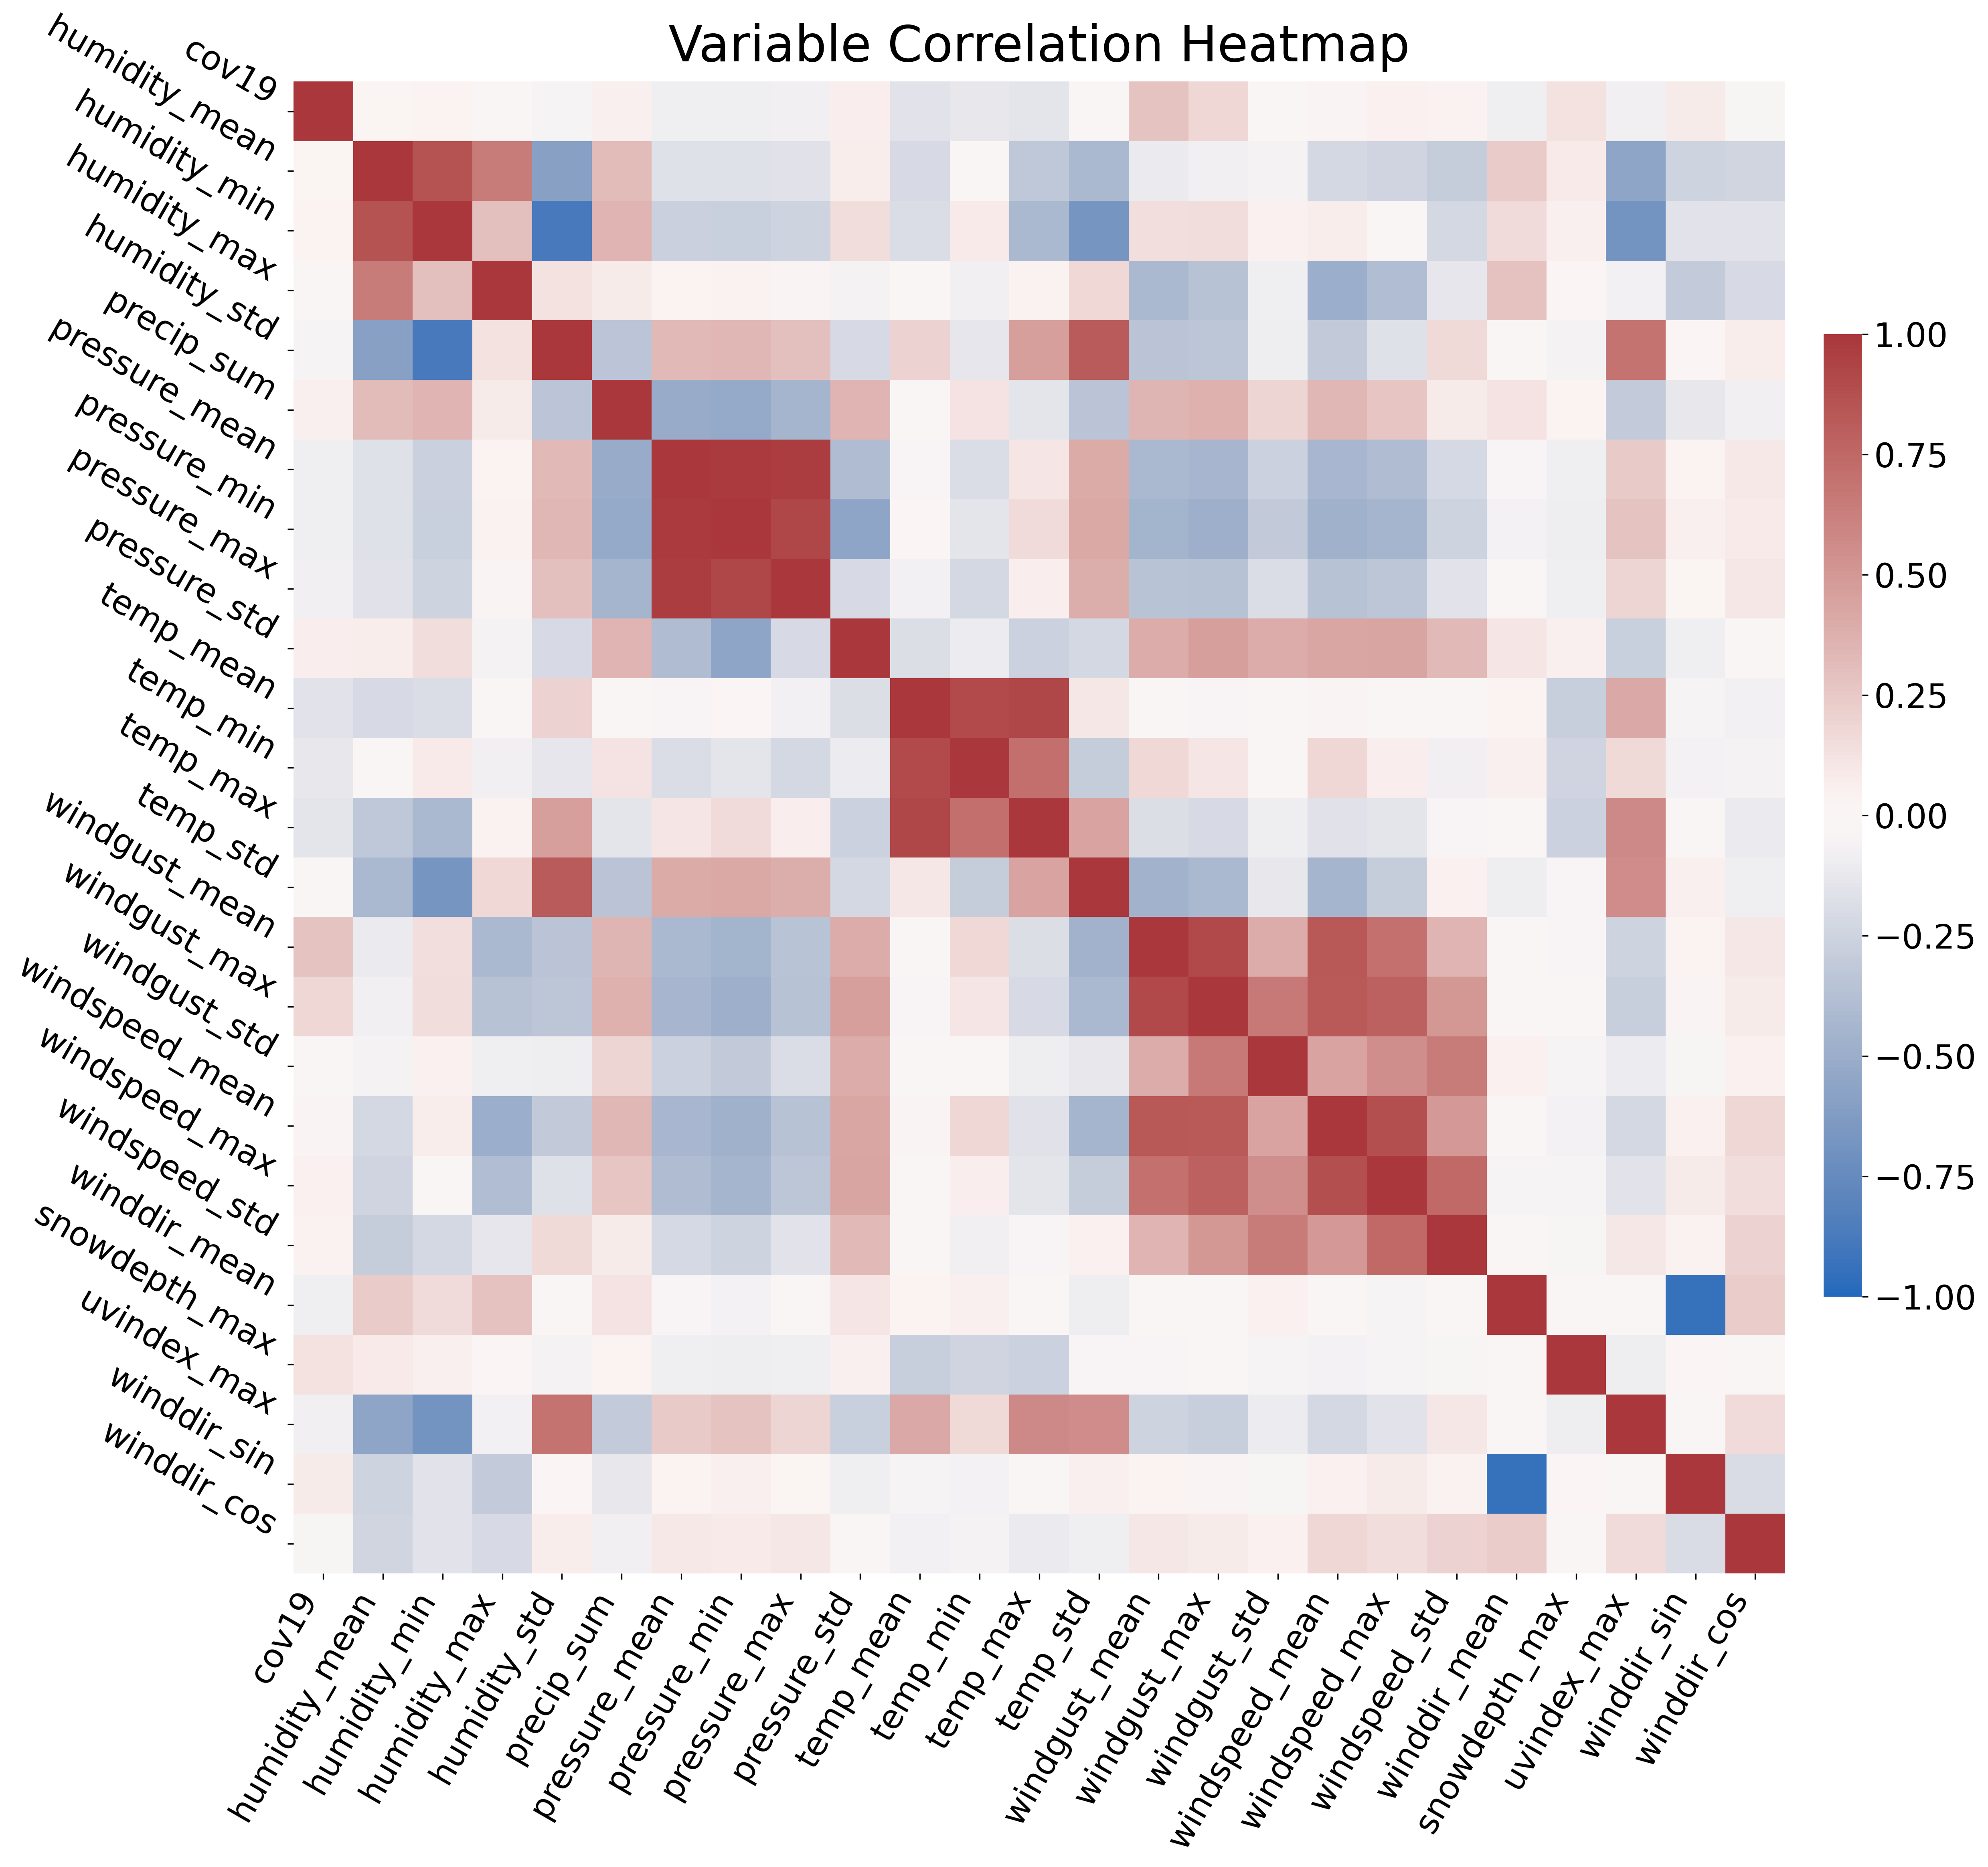 Variable Correlation Heatmap
cov19
humidity_mean
humidity_min
humidity_max
humidity_std
precip_sum
pressure_mean
pressure_min
pressure_max
pressure_std
temp_mean
temp_min
temp_max
temp_std
windgust_mean
windgust_max
windgust_std
windspeed_mean
windspeed_max
windspeed_std
winddir_mean
snowdepth_max
uvindex_max
winddir_sin
winddir_cos
1.00
0.75
0.50
0.25
0.00
−0.25
−0.50
−0.75
−1.00
cov19
humidity_mean
humidity_min
humidity_max
humidity_std
precip_sum
pressure_mean
pressure_min
pressure_max
pressure_std
temp_mean
temp_min
temp_max
temp_std
windgust_mean
windgust_max
windgust_std
windspeed_mean
windspeed_max
windspeed_std
winddir_mean
snowdepth_max
uvindex_max
winddir_sin
winddir_cos